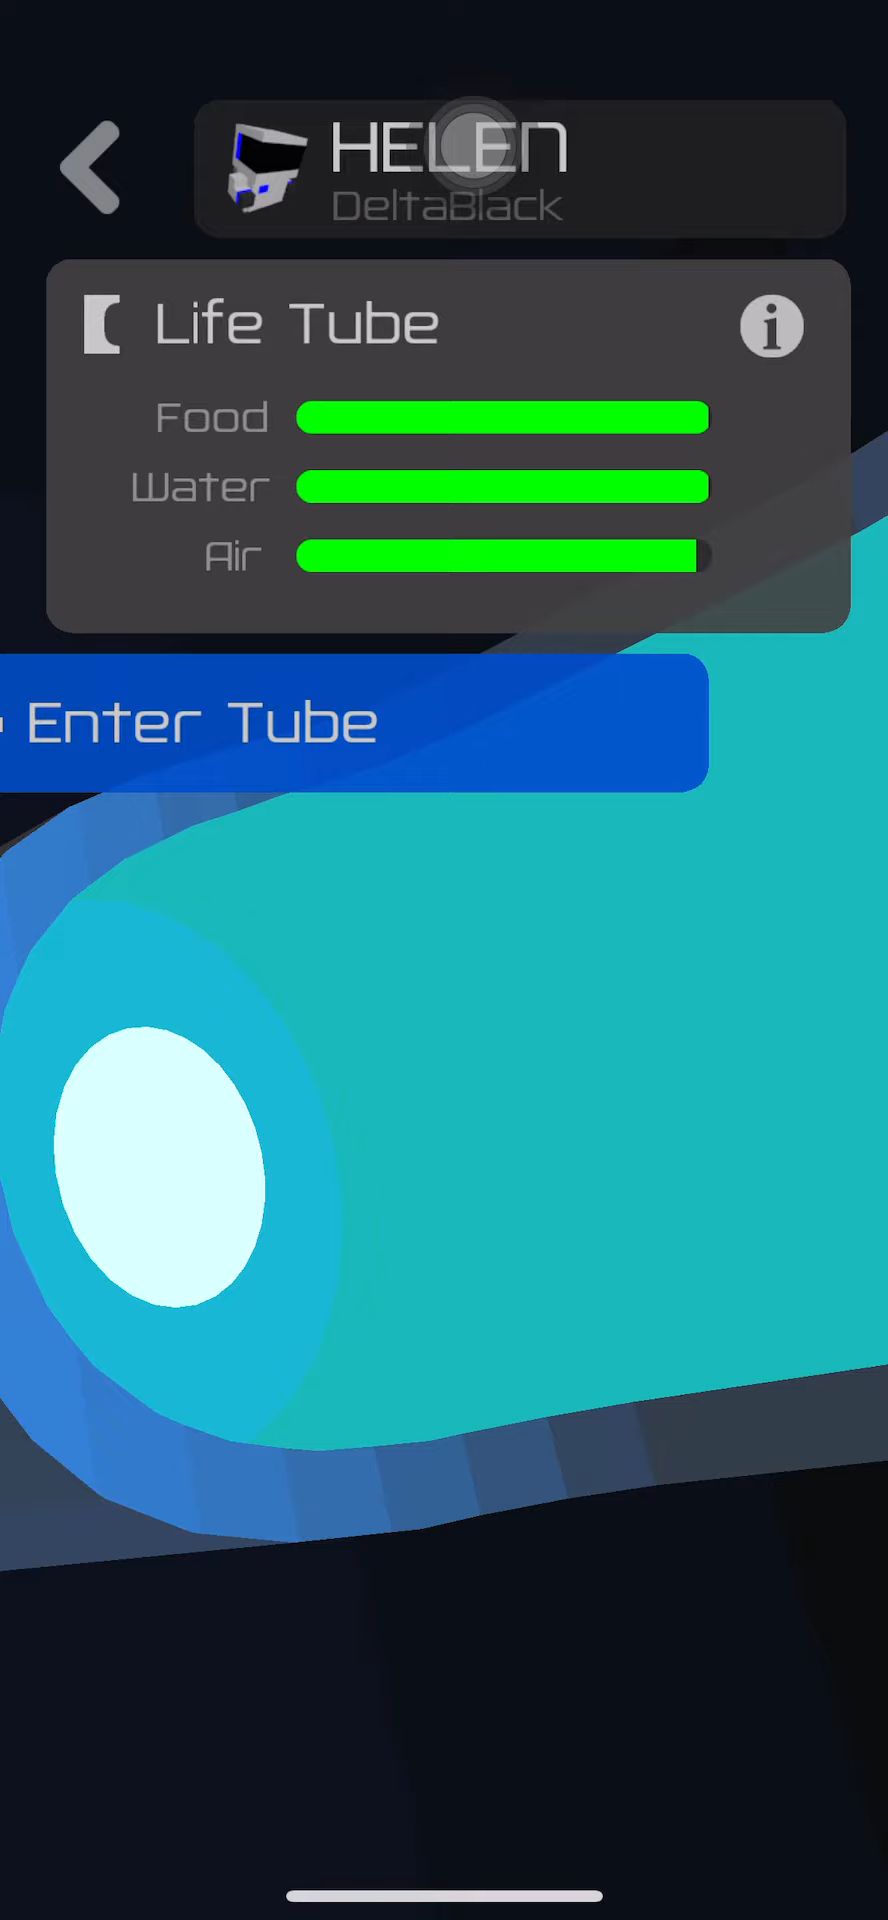 HELEN
DeltaBlack
Life Tube
Food
Water
Air
Enter Tube